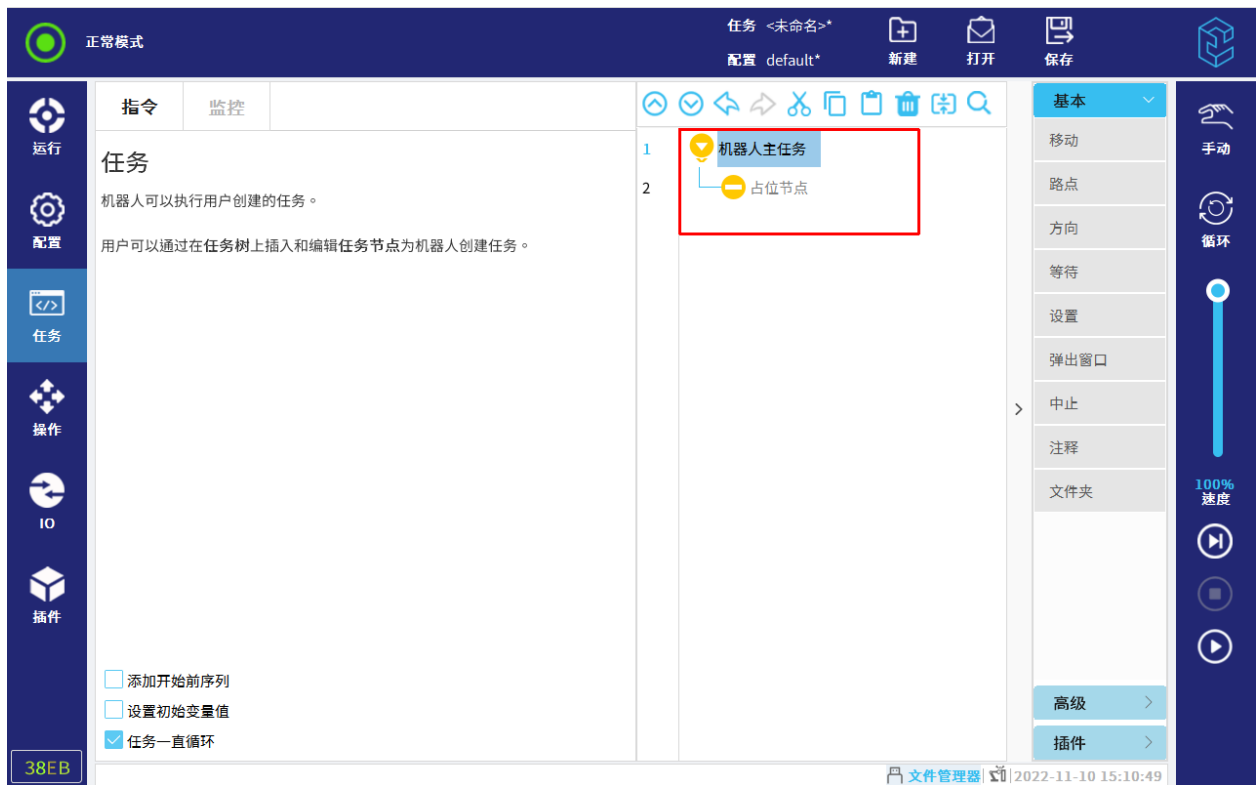 正常模式
任务 <未命名>*
配置 default*
新建
打开
保存
运行
配置
任务
操作
IO
插件
38EB
指令 监控
任务
机器人可以执行用户创建的任务。
用户可以通过在任务树上插入和编辑任务节点为机器人创建任务。
添加开始前序列
设置初始变量值
任务一直循环
1 机器人主任务
2 占位节点
基本
移动
路点
方向
等待
设置
弹出窗口
中止
注释
文件夹
高级
插件
手动
循环
100%
速度
文件管理器 2022-11-10 15:10:49